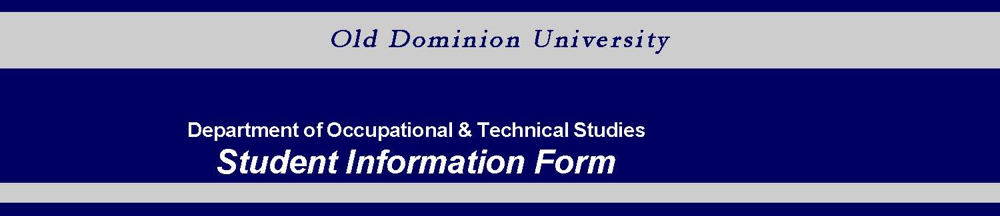 Old Dominion University
Department of Occupational & Technical Studies
Student Information Form